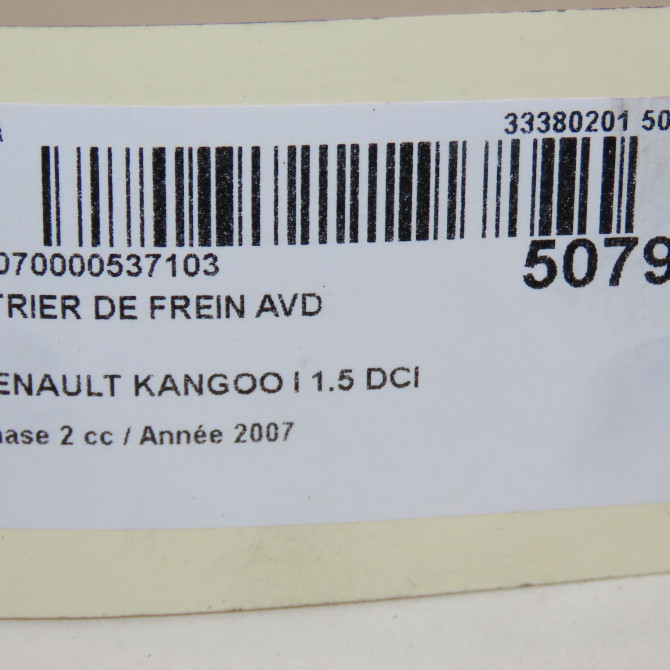 33380201 50
070000537103
5079
TRIER DE FREIN AVD
ENAULT KANGOO I 1.5 DCI
hase 2 cc / Année 2007